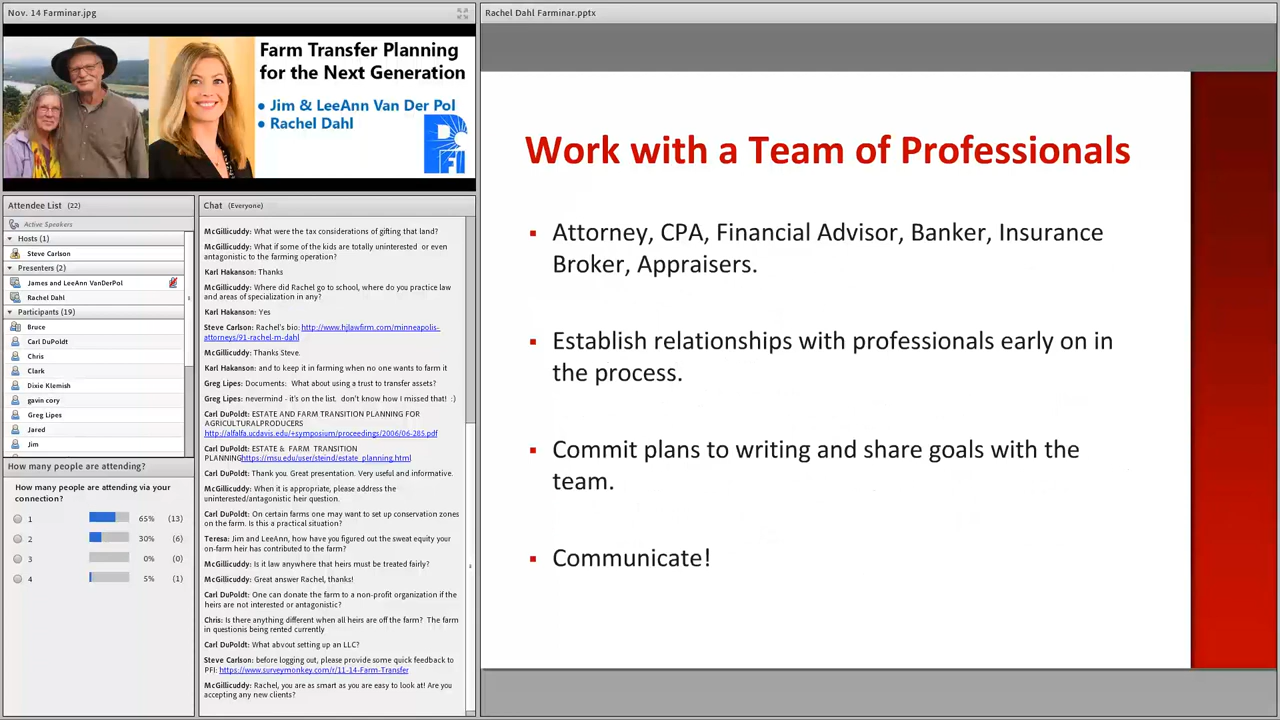 Nov. 14 Farminar.jpg
Farm Transfer Planning
for the Next Generation
• Jim & LeeAnn Van Der Pol
• Rachel Dahl
PFI
Attendee List (22)
Active Speakers
Hosts (1)
Steve Carlson
Presenters (2)
James and LeeAnn VanDerPol
Rachel Dahl
Participants (19)
Bruce
Carl DuPoldt
Chris
Clark
Dixie Klemish
gavin cory
Greg Lipes
Jared
Jim
How many people are attending?
How many people are attending via your
connection?
1 65% (13)
2 30% (6)
3 0% (0)
4 5% (1)
Chat (Everyone)
McGillicuddy: What were the tax considerations of gifting that land?
McGillicuddy: What if some of the kids are totally uninterested or even
antagonistic to the farming operation?
Karl Hakanson: Thanks
McGillicuddy: Where did Rachel go to school, where do you practice law
and areas of specialization in any?
Karl Hakanson: Yes
Steve Carlson: Rachel's bio: http://www.hjlawfirm.com/minneapolis-
attorneys/91-rachel-m-dahl
McGillicuddy: Thanks Steve.
Karl Hakanson: and to keep it in farming when no one wants to farm it
Greg Lipes: Documents: What about using a trust to transfer assets?
Greg Lipes: nevermind - it's on the list. don't know how I missed that! :)
Carl DuPoldt: ESTATE AND FARM TRANSITION PLANNING FOR
AGRICULTURALPRODUCERS
http://alfalfa.ucdavis.edu/+symposium/proceedings/2006/06-285.pdf
Carl DuPoldt: ESTATE & FARM TRANSITION
PLANNINGhttps://msu.edu/user/steind/estate_planning.html
Carl DuPoldt: Thank you. Great presentation. Very useful and informative.
McGillicuddy: When it is appropriate, please address the
uninterested/antagonistic heir question.
Carl DuPoldt: On certain farms one may want to set up conservation zones
on the farm. Is this a practical situation?
Teresa: Jim and LeeAnn, how have you figured out the sweat equity your
on-farm heir has contributed to the farm?
McGillicuddy: Is it law anywhere that heirs must be treated fairly?
McGillicuddy: Great answer Rachel, thanks!
Carl DuPoldt: One can donate the farm to a non-profit organization if the
heirs are not interested or antagonistic?
Chris: Is there anything different when all heirs are off the farm? The farm
in questionis being rented currently
Carl DuPoldt: What abvout setting up an LLC?
Steve Carlson: before logging out, please provide some quick feedback to
PFI: https://www.surveymonkey.com/r/11-14-Farm-Transfer
McGillicuddy: Rachel, you are as smart as you are easy to look at! Are you
accepting any new clients?
Rachel Dahl Farminar.pptx
Work with a Team of Professionals
▪ Attorney, CPA, Financial Advisor, Banker, Insurance
Broker, Appraisers.
▪ Establish relationships with professionals early on in
the process.
▪ Commit plans to writing and share goals with the
team.
▪ Communicate!